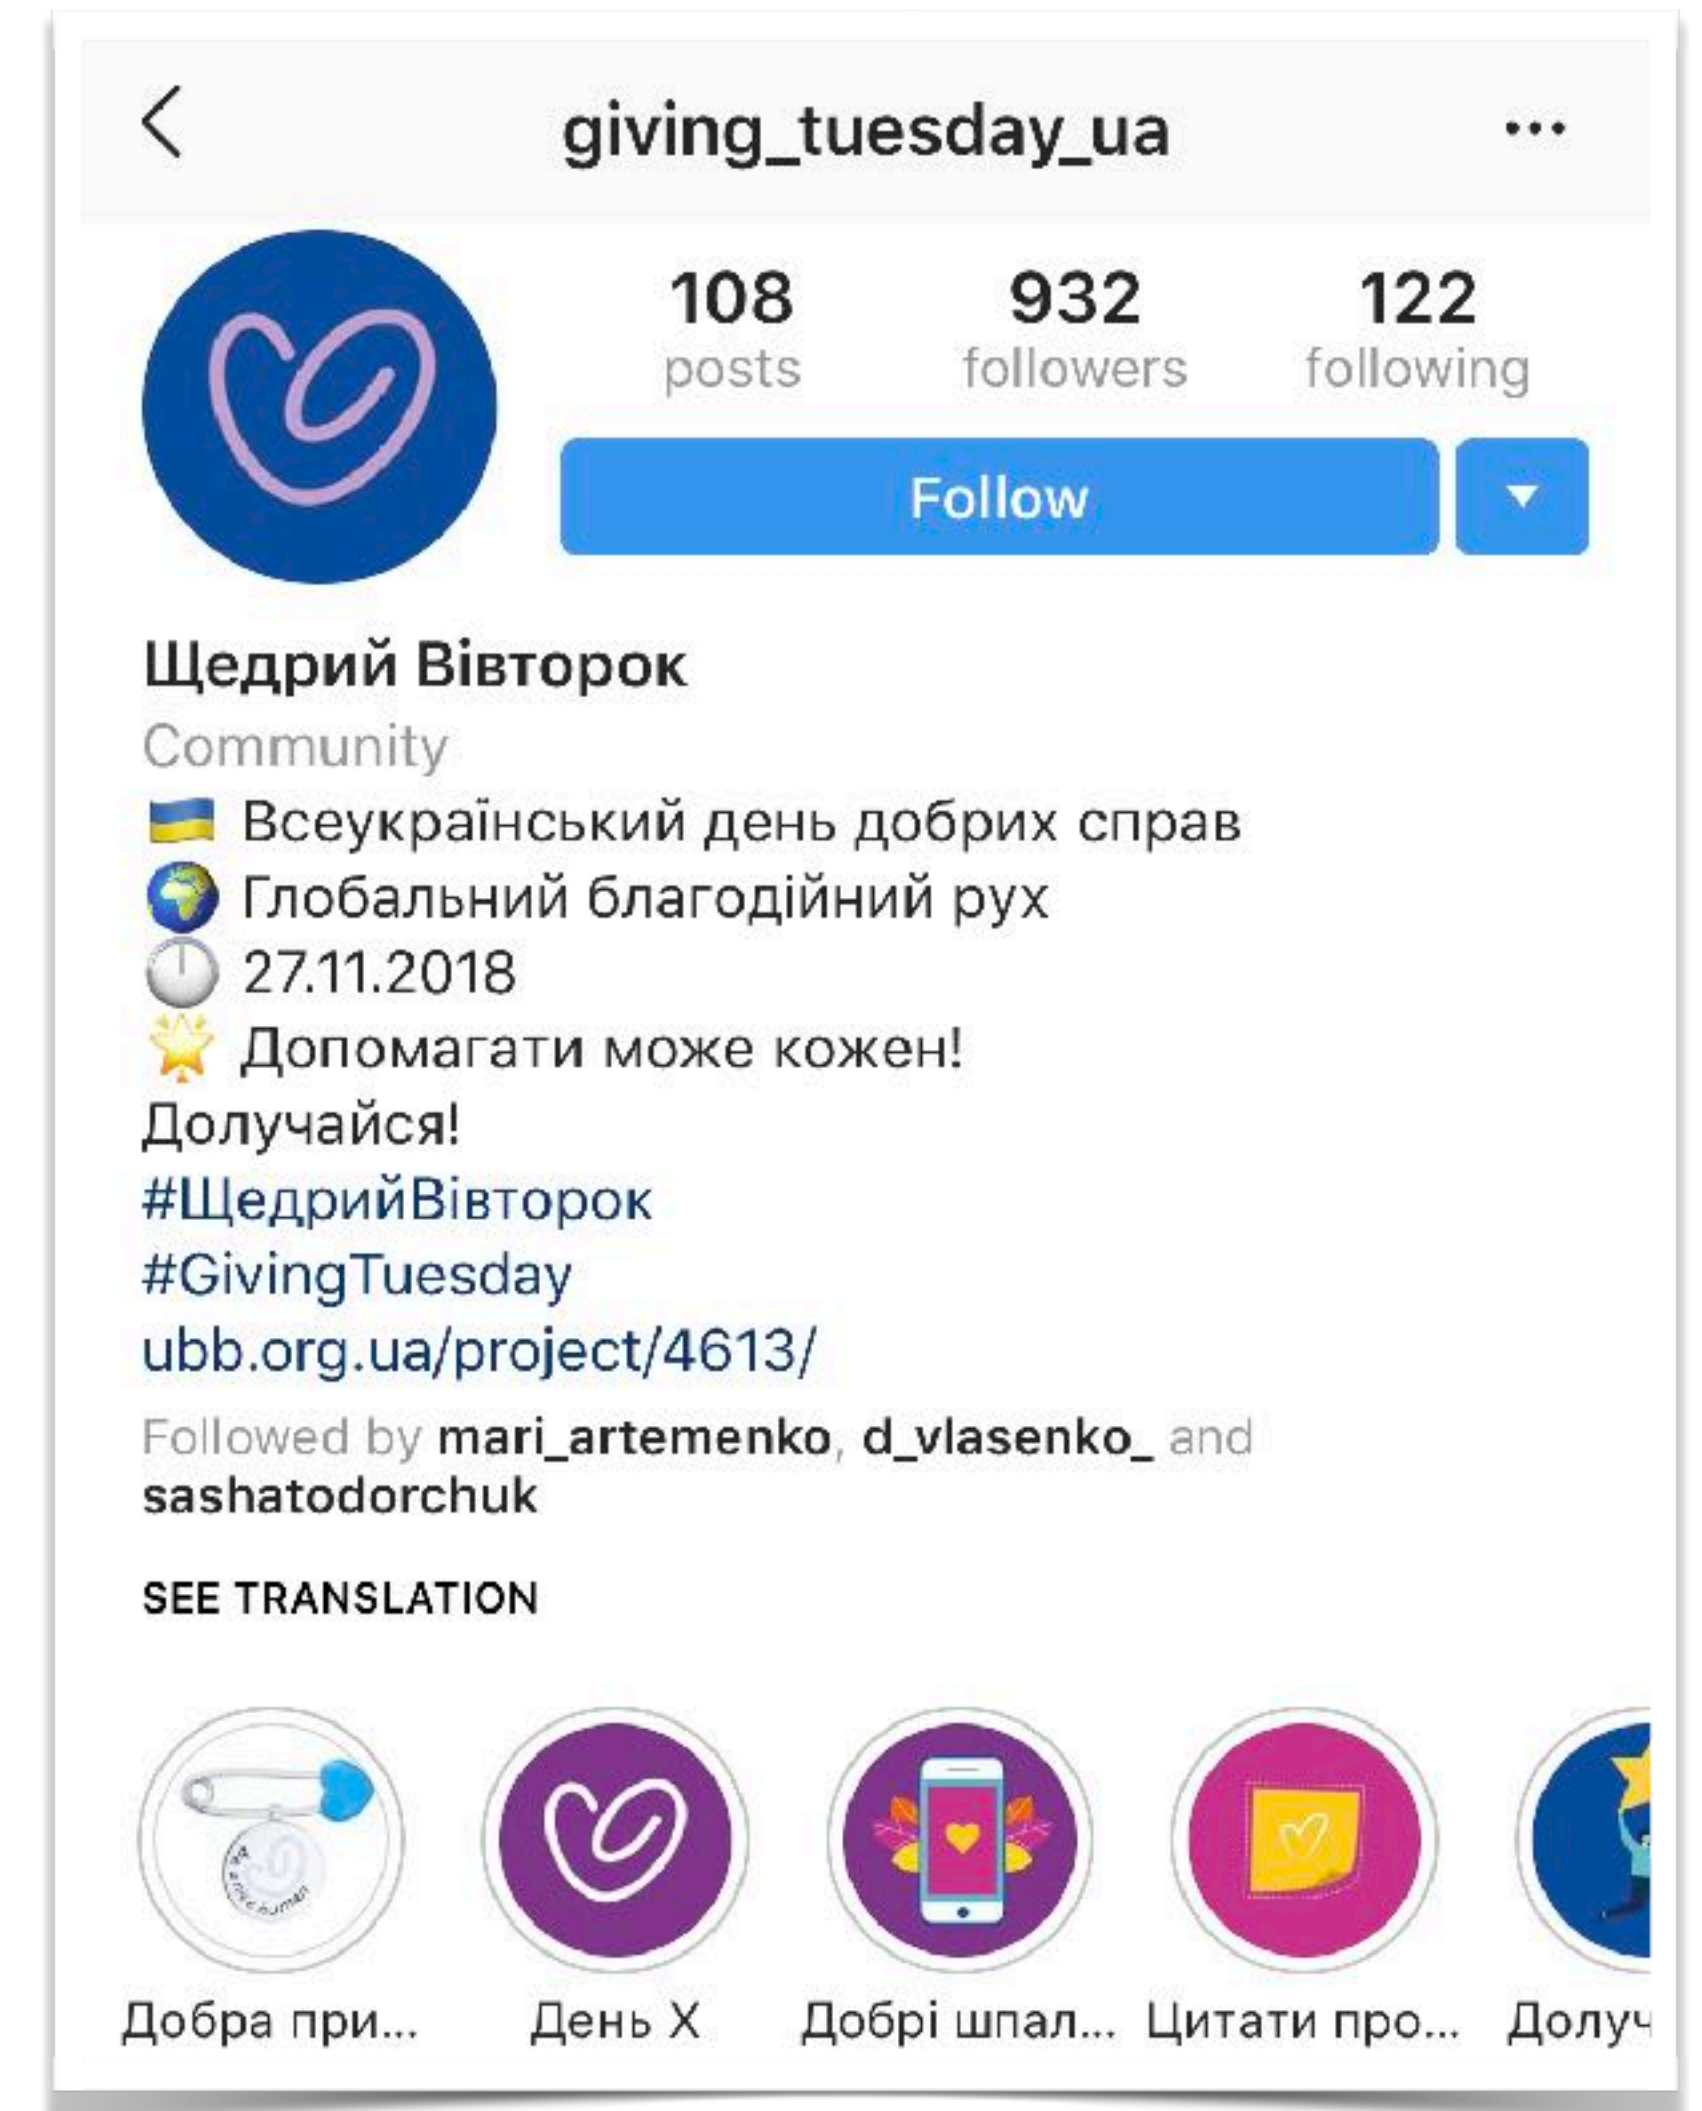 giving_tuesday_ua
108 932 122
posts followers following
Follow
Щедрий Вівторок
Community
🇺🇦 Всеукраїнський день добрих справ
🌍 Глобальний благодійний рух
🕛 27.11.2018
🌟 Допомагати може кожен!
Долучайся!
#ЩедрийВівторок
#GivingTuesday
ubb.org.ua/project/4613/
Followed by mari_artemenko, d_vlasenko_ and
sashatodorchuk
SEE TRANSLATION
Добра при... День Х Добрі шпал... Цитати про... Долуч